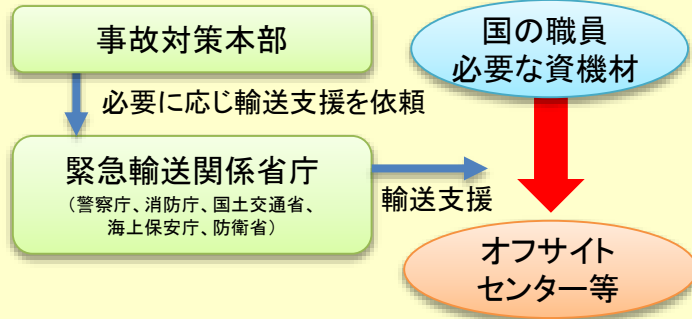 事故対策本部
国の職員
必要な資機材
必要に応じ輸送支援を依頼
緊急輸送関係省庁
（警察庁、消防庁、国土交通省、
海上保安庁、防衛省）
輸送支援
オフサイト
センター等